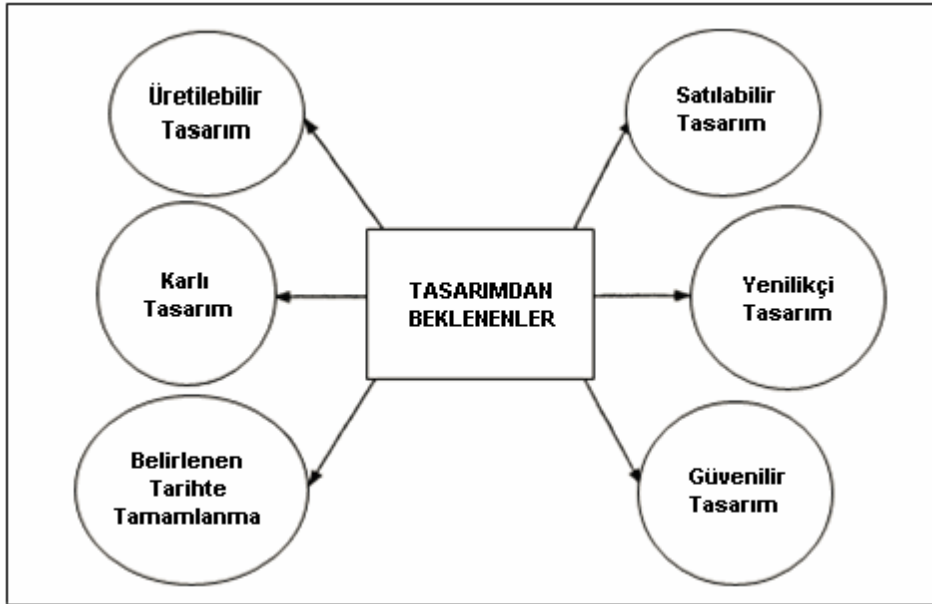 Üretilebilir
Tasarım
Satılabilir
Tasarım
Karlı
Tasarım
TASARIMDAN
BEKLENENLER
Yenilikçi
Tasarım
Belirlenen
Tarihte
Tamamlanma
Güvenilir
Tasarım